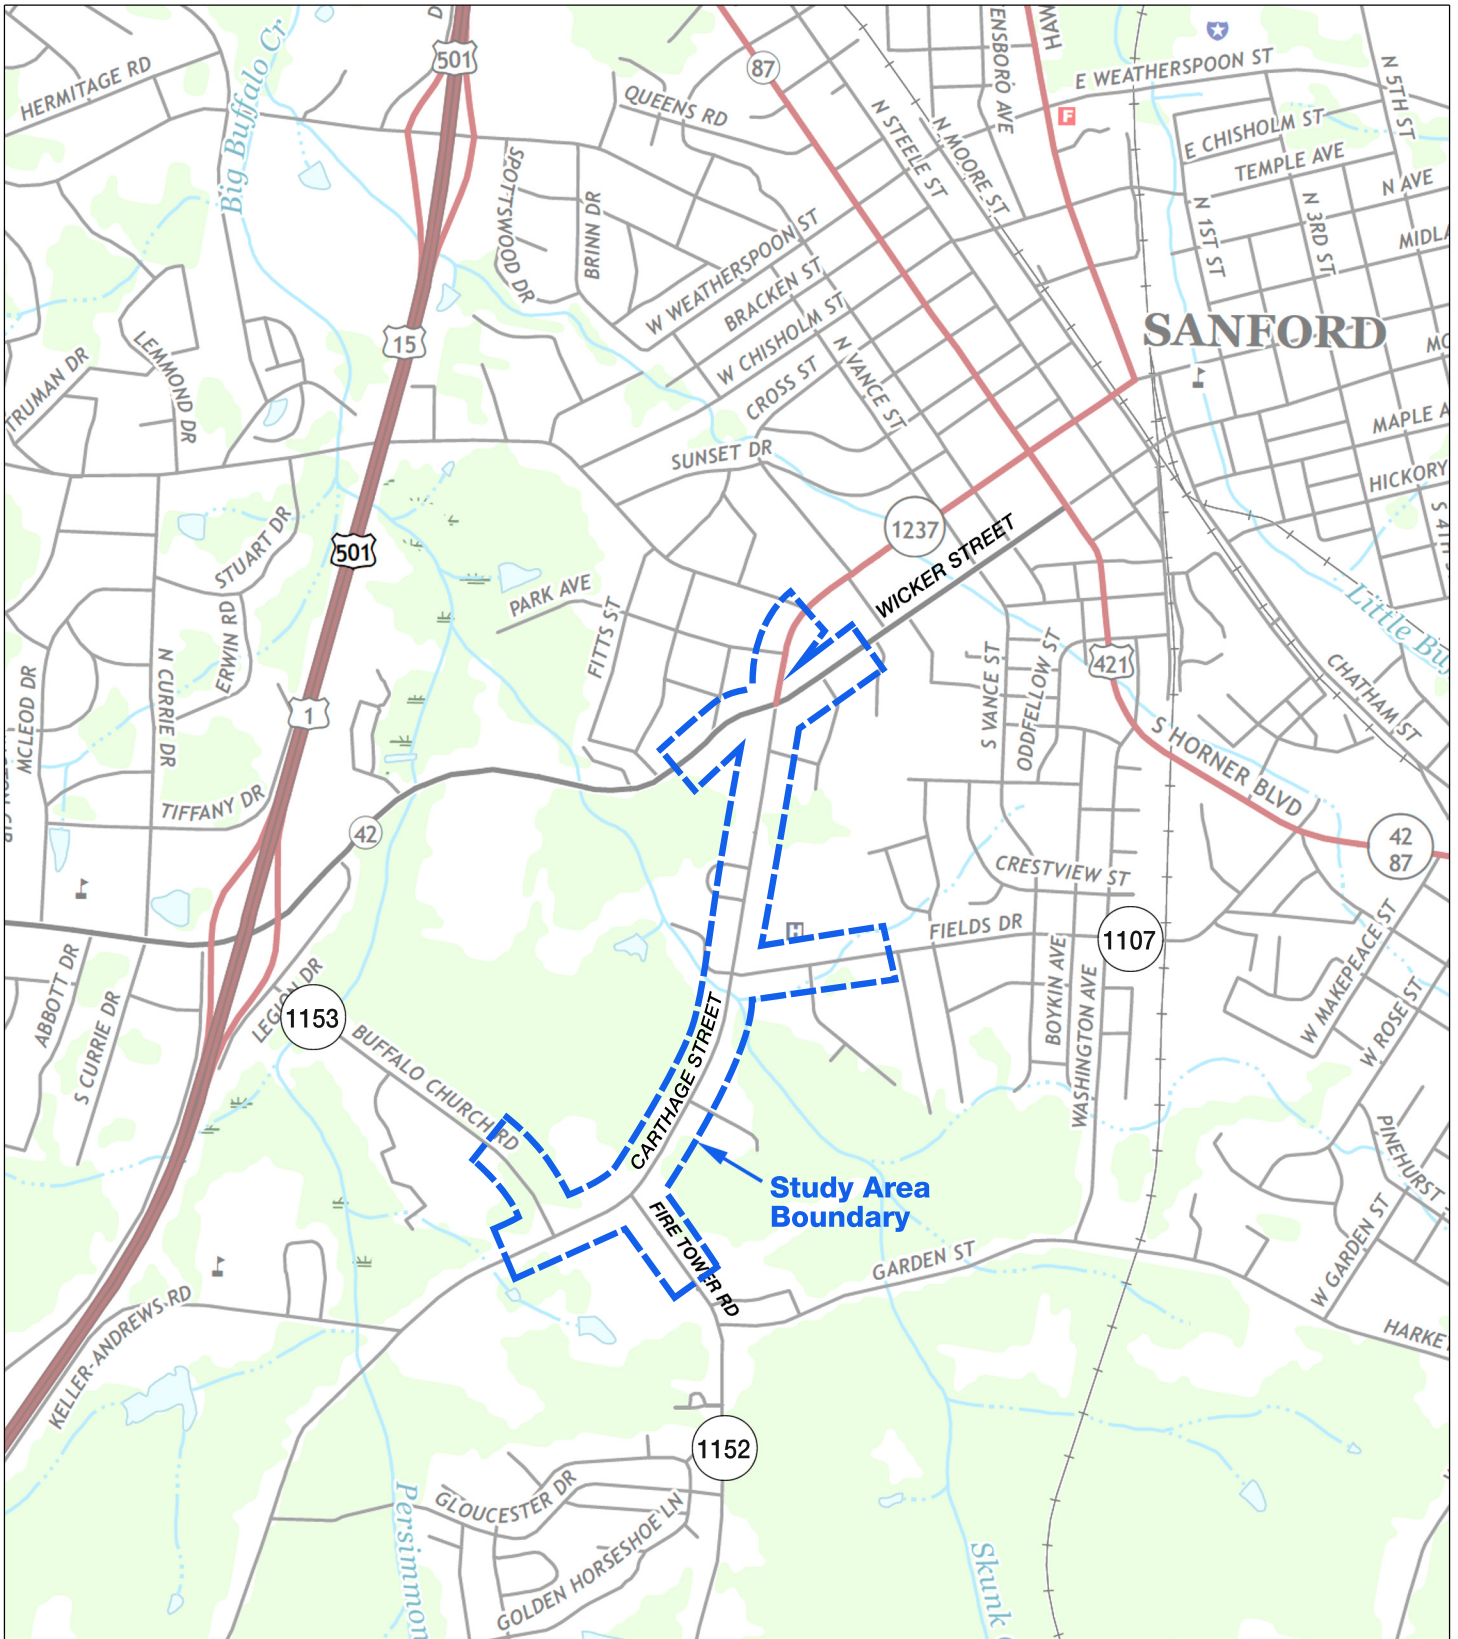 501
87
HERMITAGE RD
Big Buffalo Cr
QUEENS RD
ENSBORO AVE
HAW
E WEATHERSPOON ST
N 5TH ST
N STEELE ST
N MOORE ST
F
E CHISHOLM ST
TEMPLE AVE
N AVE
SPOTTSWOOD DR
BRINN DR
N 1ST ST
N 3RD ST
MIDLA
W WEATHERSPOON ST
BRACKEN ST
W CHISHOLM ST
15
SANFORD
LEMMOND DR
TRUMAN DR
CROSS ST
N VANCE ST
MAPLE A
SUNSET DR
HICKORY
1237
WICKER STREET
501
STUART DR
PARK AVE
FITTS ST
ERWIN RD
Little Bu
N CURRIE DR
MCLEOD DR
S VANCE ST
ODDFELLOW ST
421
CHATHAM ST
1
S HORNER BLVD
TIFFANY DR
42
42
87
CRESTVIEW ST
H
FIELDS DR
1107
ABBOTT DR
S CURRIE DR
LEGION DR
1153
BUFFALO CHURCH RD
CARTHAGE STREET
BOYKIN AVE
WASHINGTON AVE
W MAKEPEACE ST
W ROSE ST
PINEHURST
Study Area
Boundary
FIRE TOWER RD
GARDEN ST
W GARDEN ST
HARKE
KELLER-ANDREWS RD
1152
GLOUCESTER DR
GOLDEN HORSESHOE LN
Persimmon
Skunk